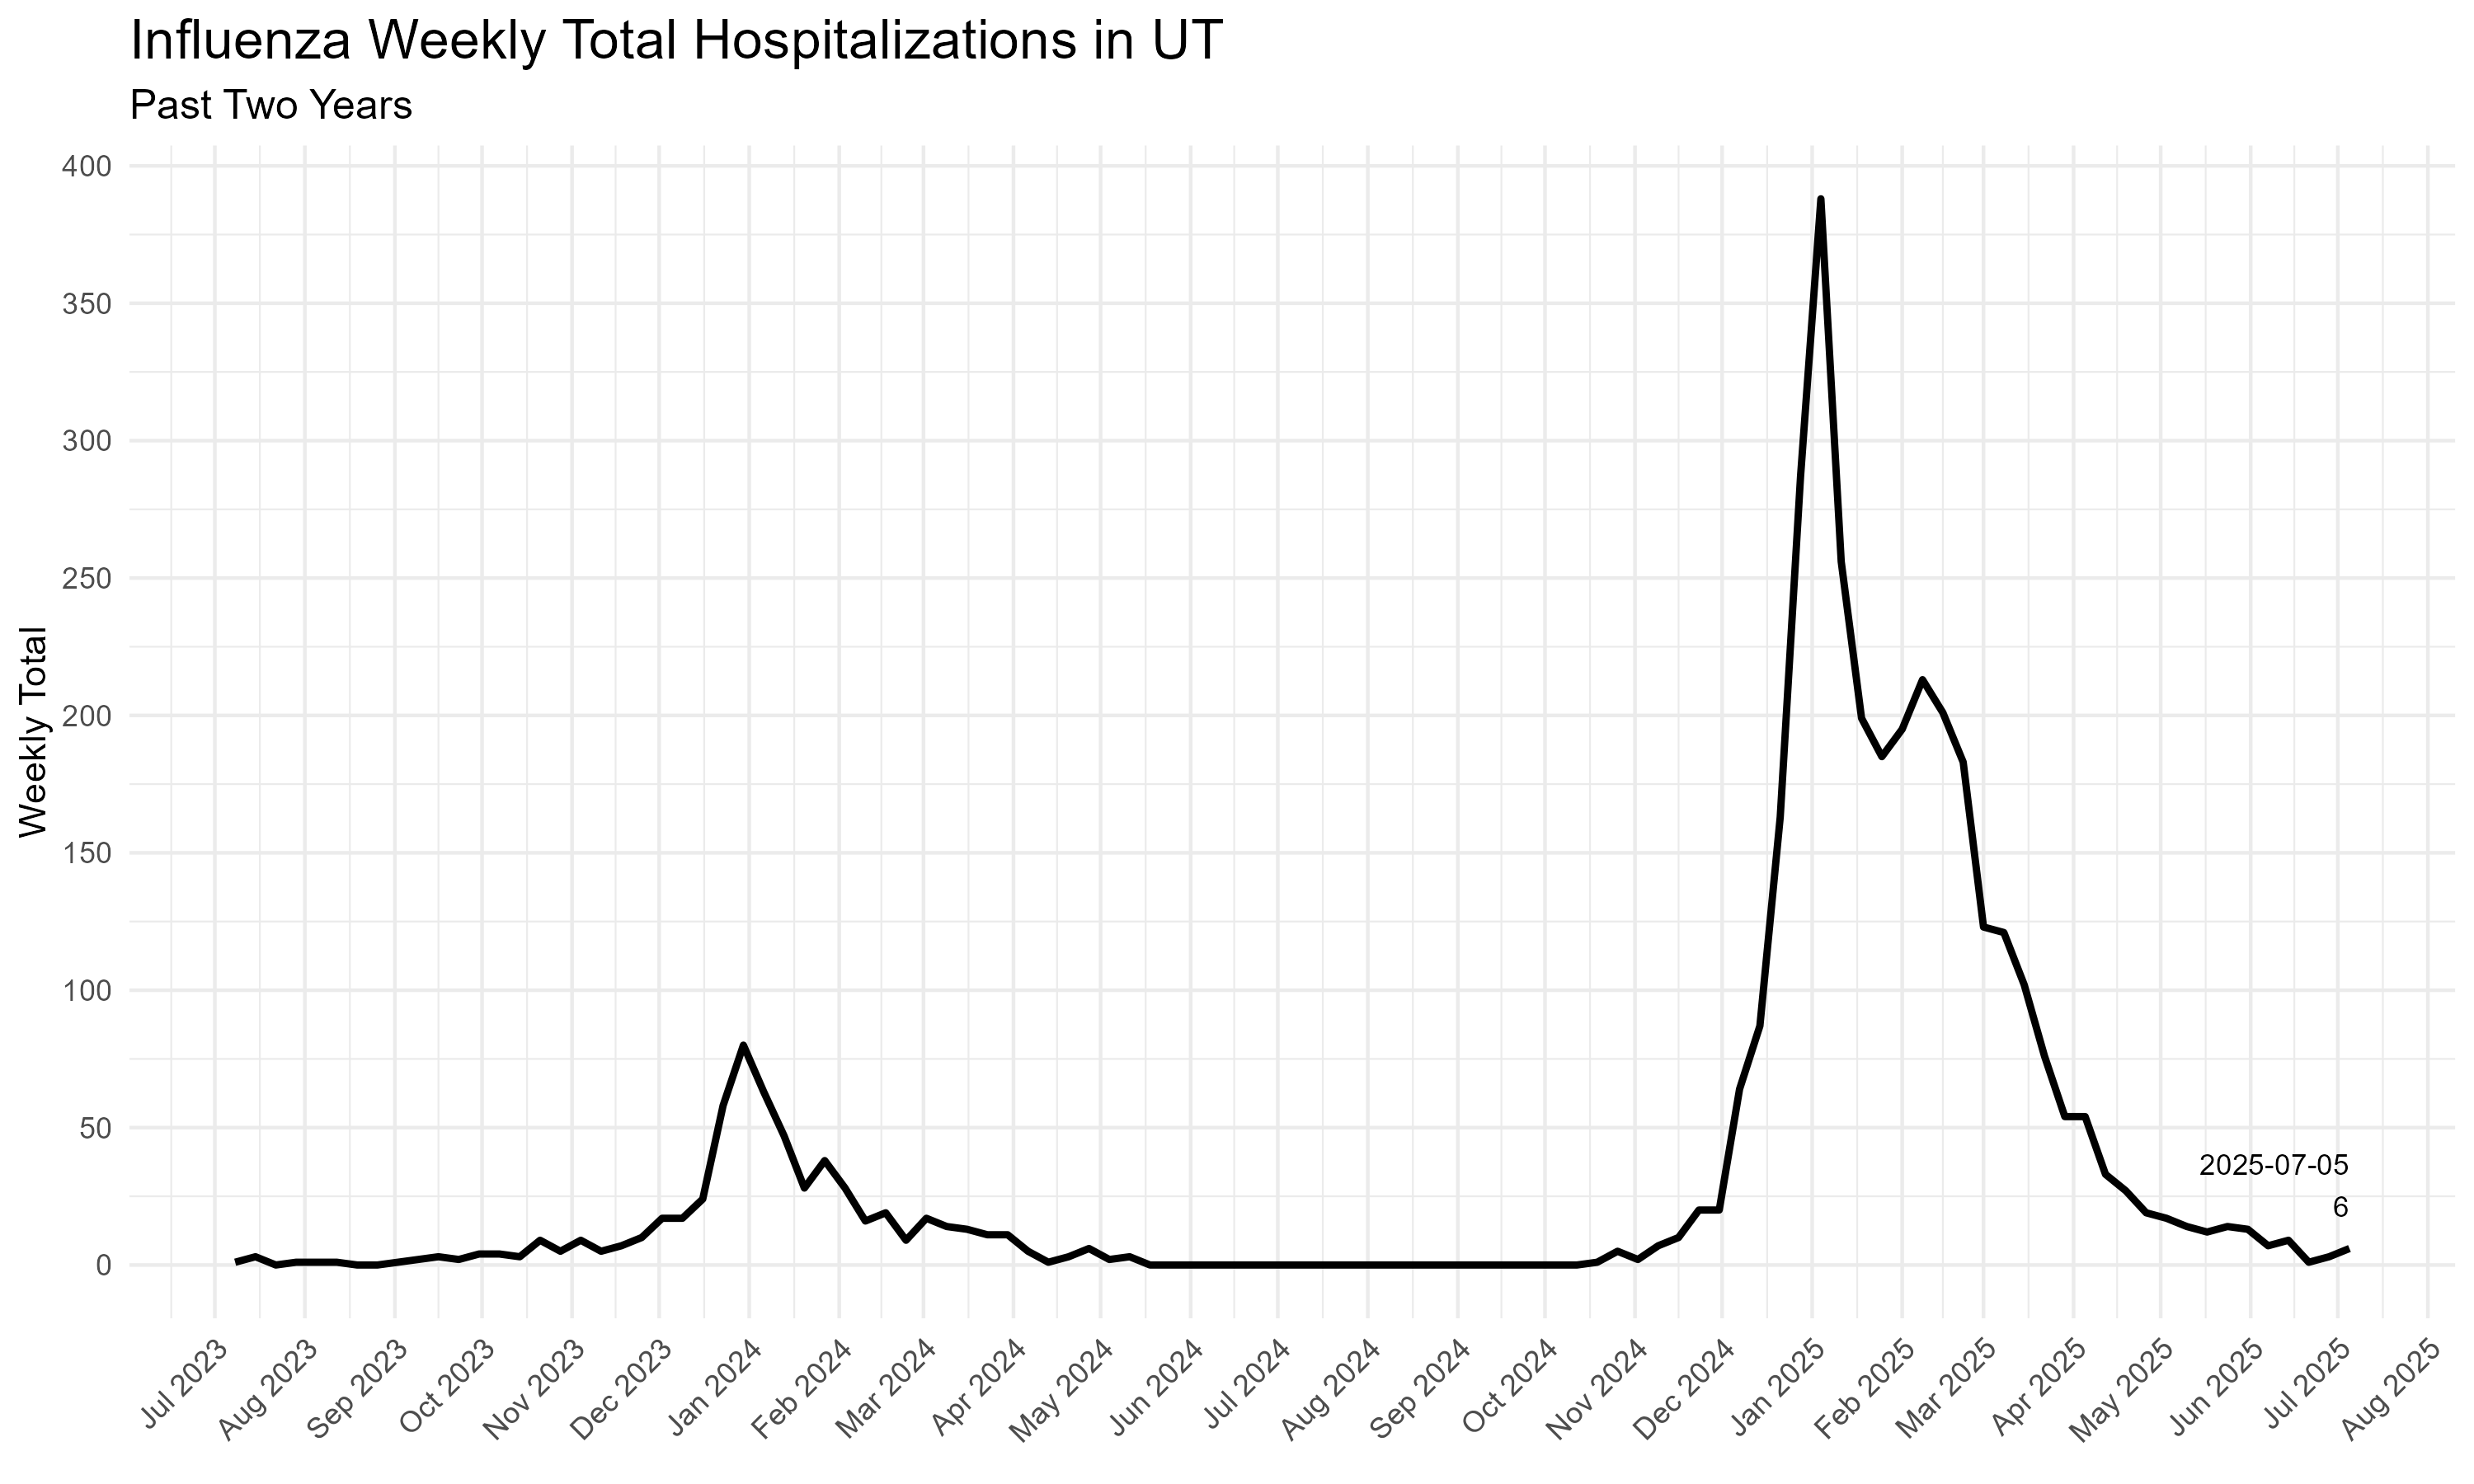 Influenza Weekly Total Hospitalizations in UT
Past Two Years
Weekly Total
400
350
300
250
200
150
100
50
0
2025-07-05
6
Jul 2023
Aug 2023
Sep 2023
Oct 2023
Nov 2023
Dec 2023
Jan 2024
Feb 2024
Mar 2024
Apr 2024
May 2024
Jun 2024
Jul 2024
Aug 2024
Sep 2024
Oct 2024
Nov 2024
Dec 2024
Jan 2025
Feb 2025
Mar 2025
Apr 2025
May 2025
Jun 2025
Jul 2025
Aug 2025